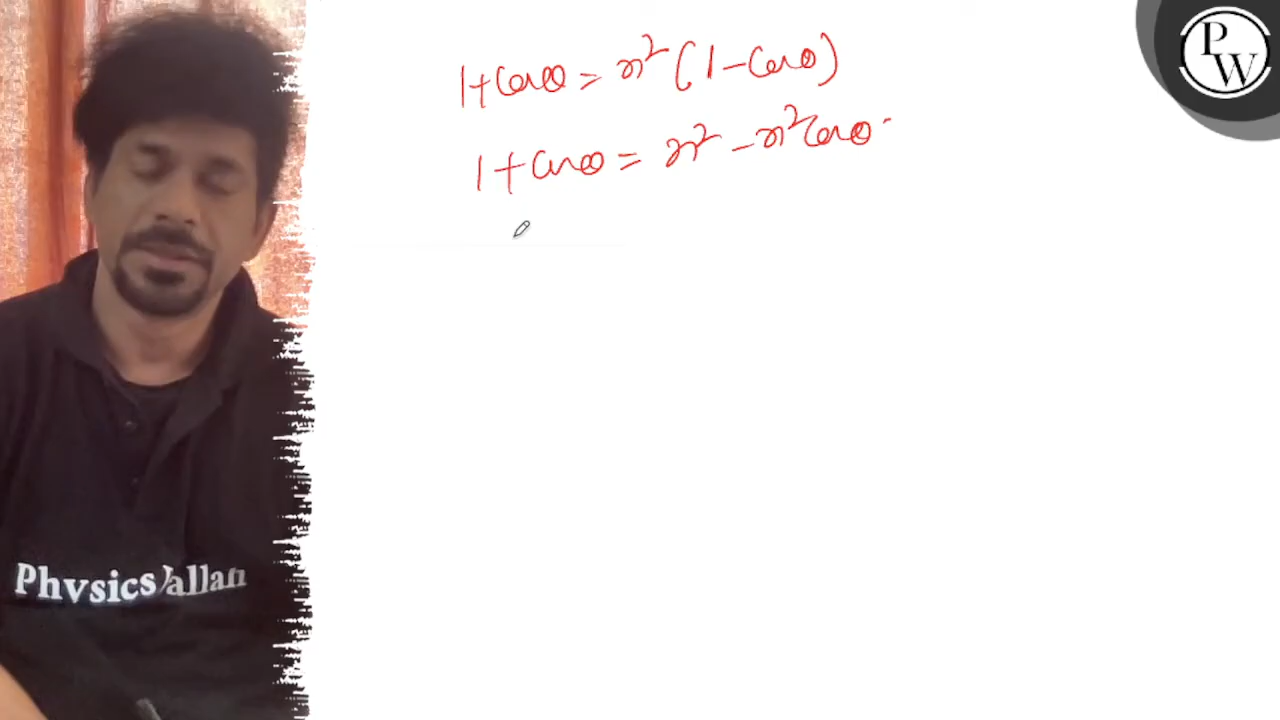 1+cosθ = n² (1-cosθ)
1+cosθ = n² - n²cosθ
PW
Physics Wallah